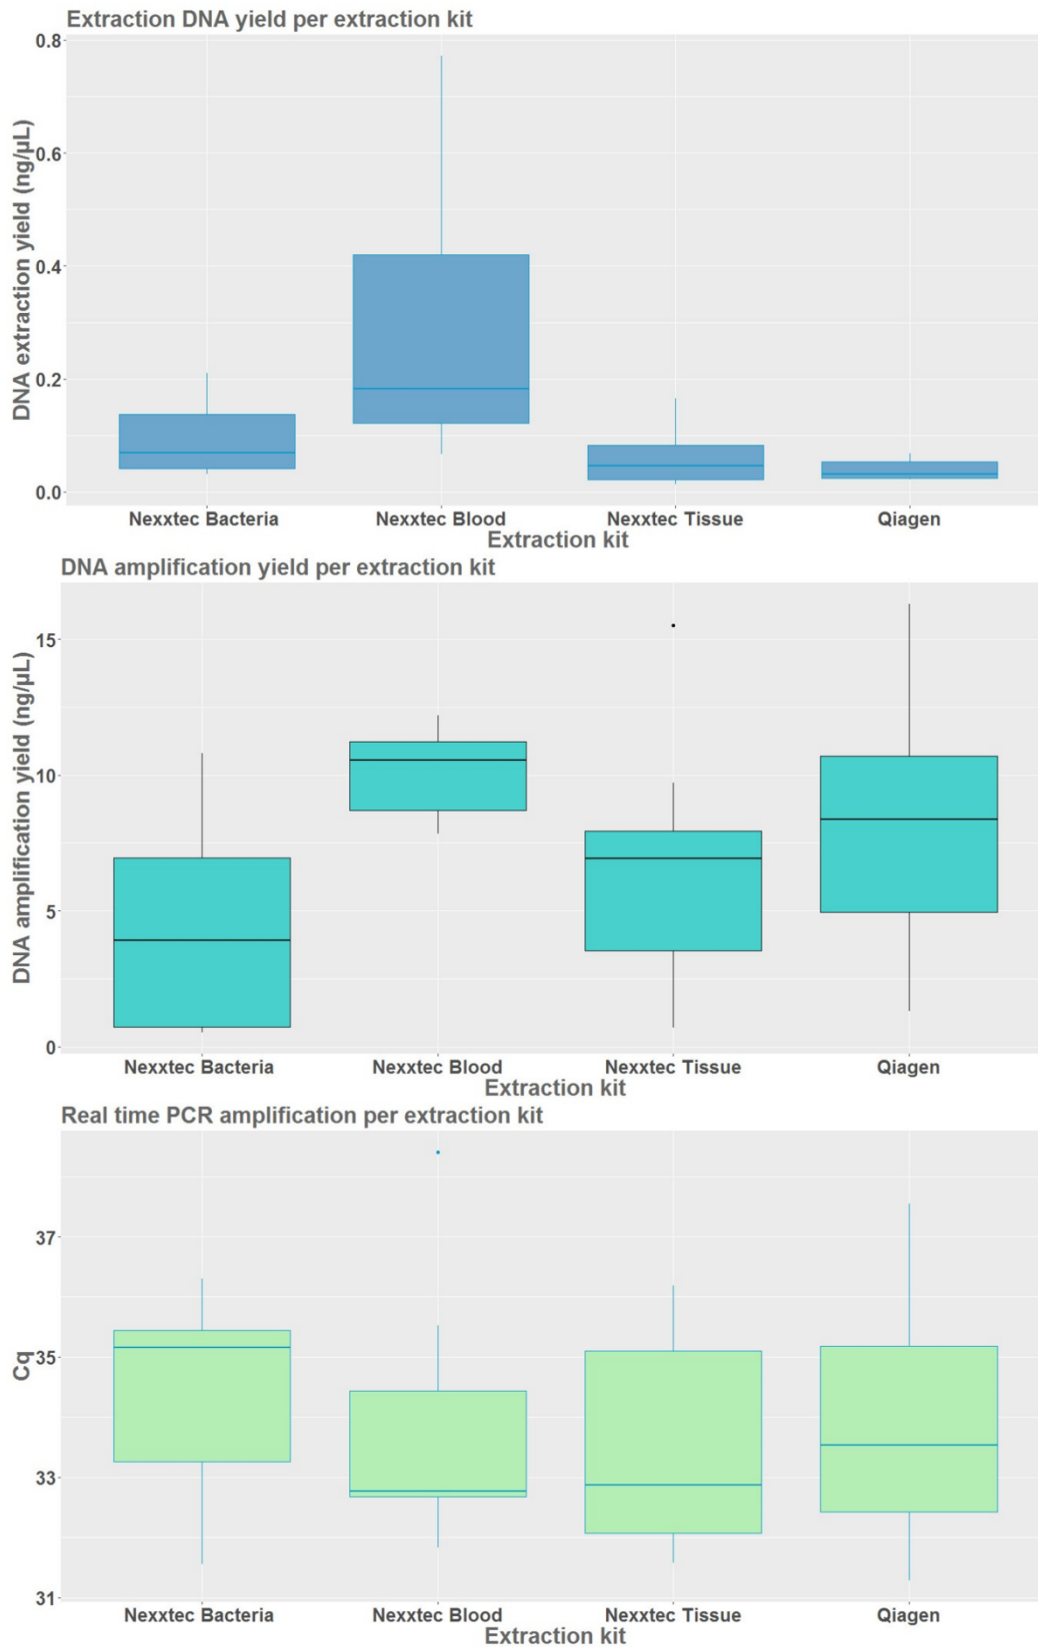 Extraction DNA yield per extraction kit
DNA extraction yield (ng/µL)
0.8
0.6
0.4
0.2
0.0
Nexxtec Bacteria Nexxtec Blood Nexxtec Tissue Qiagen
Extraction kit
DNA amplification yield per extraction kit
DNA amplification yield (ng/µL)
15
10
5
0
Nexxtec Bacteria Nexxtec Blood Nexxtec Tissue Qiagen
Extraction kit
Real time PCR amplification per extraction kit
Cq
37
35
33
31
Nexxtec Bacteria Nexxtec Blood Nexxtec Tissue Qiagen
Extraction kit